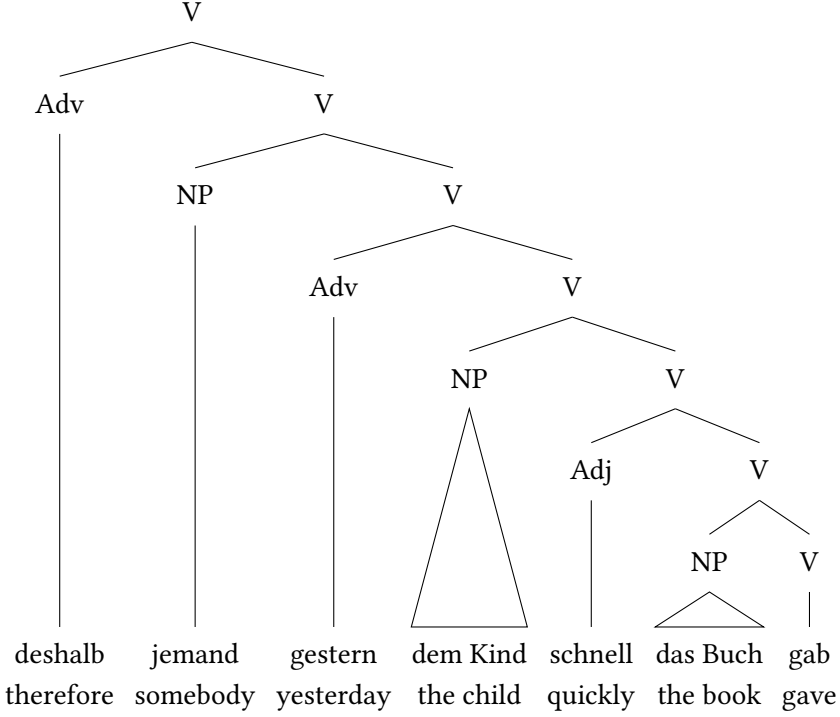 V
Adv V
NP V
Adv V
NP V
Adj V
NP V
deshalb jemand gestern dem Kind schnell das Buch gab
therefore somebody yesterday the child quickly the book gave